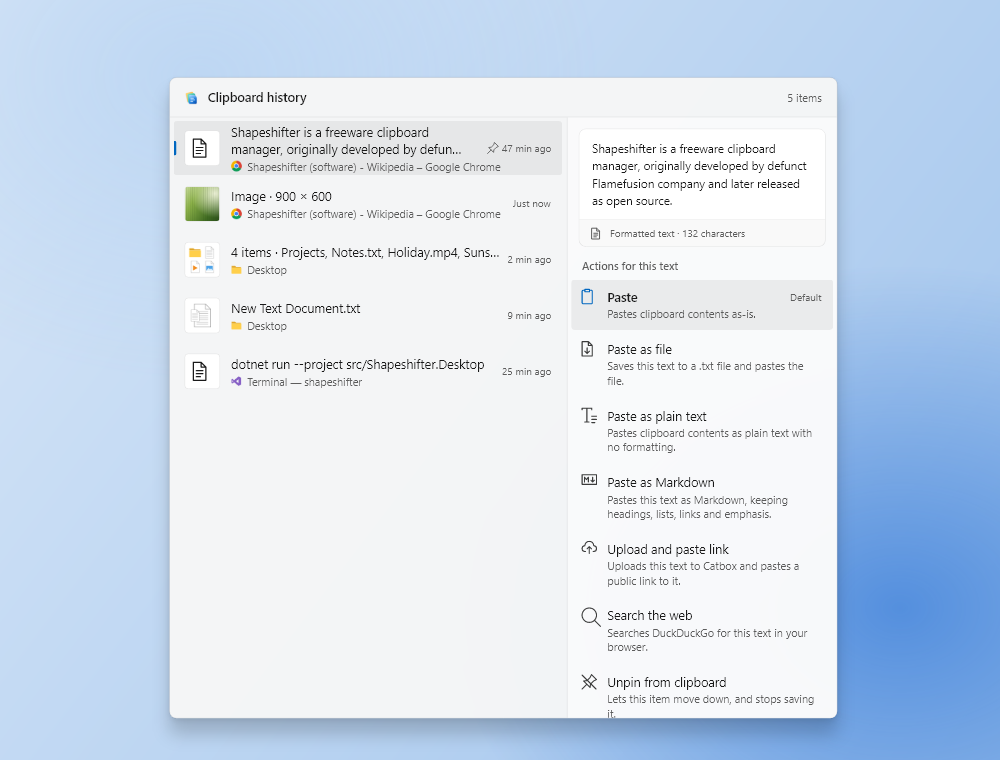 Clipboard history
5 items
Shapeshifter is a freeware clipboard
manager, originally developed by defun...
47 min ago
Shapeshifter (software) - Wikipedia – Google Chrome
Image · 900 × 600
Just now
Shapeshifter (software) - Wikipedia – Google Chrome
4 items · Projects, Notes.txt, Holiday.mp4, Suns...
2 min ago
Desktop
New Text Document.txt
9 min ago
Desktop
dotnet run --project src/Shapeshifter.Desktop
25 min ago
Terminal — shapeshifter
Shapeshifter is a freeware clipboard
manager, originally developed by defunct
Flamefusion company and later released
as open source.
Formatted text · 132 characters
Actions for this text
Paste
Default
Pastes clipboard contents as-is.
Paste as file
Saves this text to a .txt file and pastes the
file.
Paste as plain text
Pastes clipboard contents as plain text with
no formatting.
Paste as Markdown
Pastes this text as Markdown, keeping
headings, lists, links and emphasis.
Upload and paste link
Uploads this text to Catbox and pastes a
public link to it.
Search the web
Searches DuckDuckGo for this text in your
browser.
Unpin from clipboard
Lets this item move down, and stops saving
it.